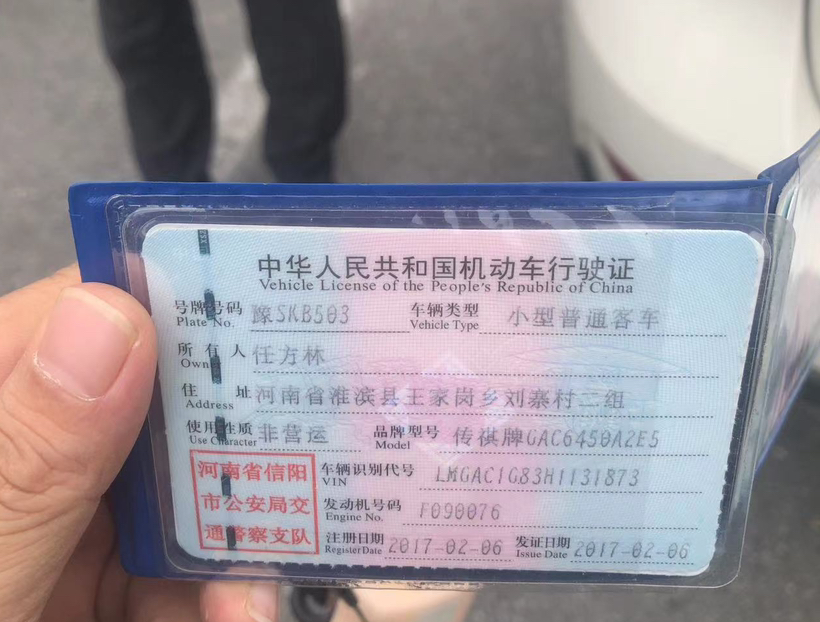 中华人民共和国机动车行驶证
Vehicle License of the People's Republic of China
号牌号码 豫SKB503 车辆类型 小型普通客车
Plate No. Vehicle Type
所有人 任方林
Owner
住址 河南省淮滨县王家岗乡刘寨村二组
Address
使用性质 非营运 品牌型号 传祺牌GAC6450A2E5
Use Character Model
河南省信阳
市公安局交
通警察支队
车辆识别代号 LMGAC1G83H1131873
VIN
发动机号码 F090076
Engine No.
注册日期 2017-02-06 发证日期 2017-02-06
Register Date Issue Date